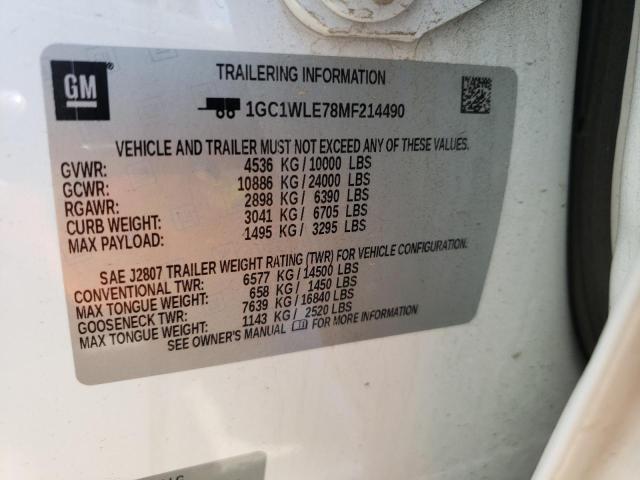 GM
TRAILERING INFORMATION
1GC1WLE78MF214490
VEHICLE AND TRAILER MUST NOT EXCEED ANY OF THESE VALUES.
GVWR: 4536 KG/10000 LBS
GCWR: 10886 KG/24000 LBS
RGAWR: 2898 KG/ 6390 LBS
CURB WEIGHT: 3041 KG/ 6705 LBS
MAX PAYLOAD: 1495 KG/ 3295 LBS
SAE J2807 TRAILER WEIGHT RATING (TWR) FOR VEHICLE CONFIGURATION.
CONVENTIONAL TWR: 6577 KG/14500 LBS
MAX TONGUE WEIGHT: 658 KG/ 1450 LBS
GOOSENECK TWR: 7639 KG/16840 LBS
MAX TONGUE WEIGHT: 1143 KG/ 2520 LBS
SEE OWNER'S MANUAL FOR MORE INFORMATION